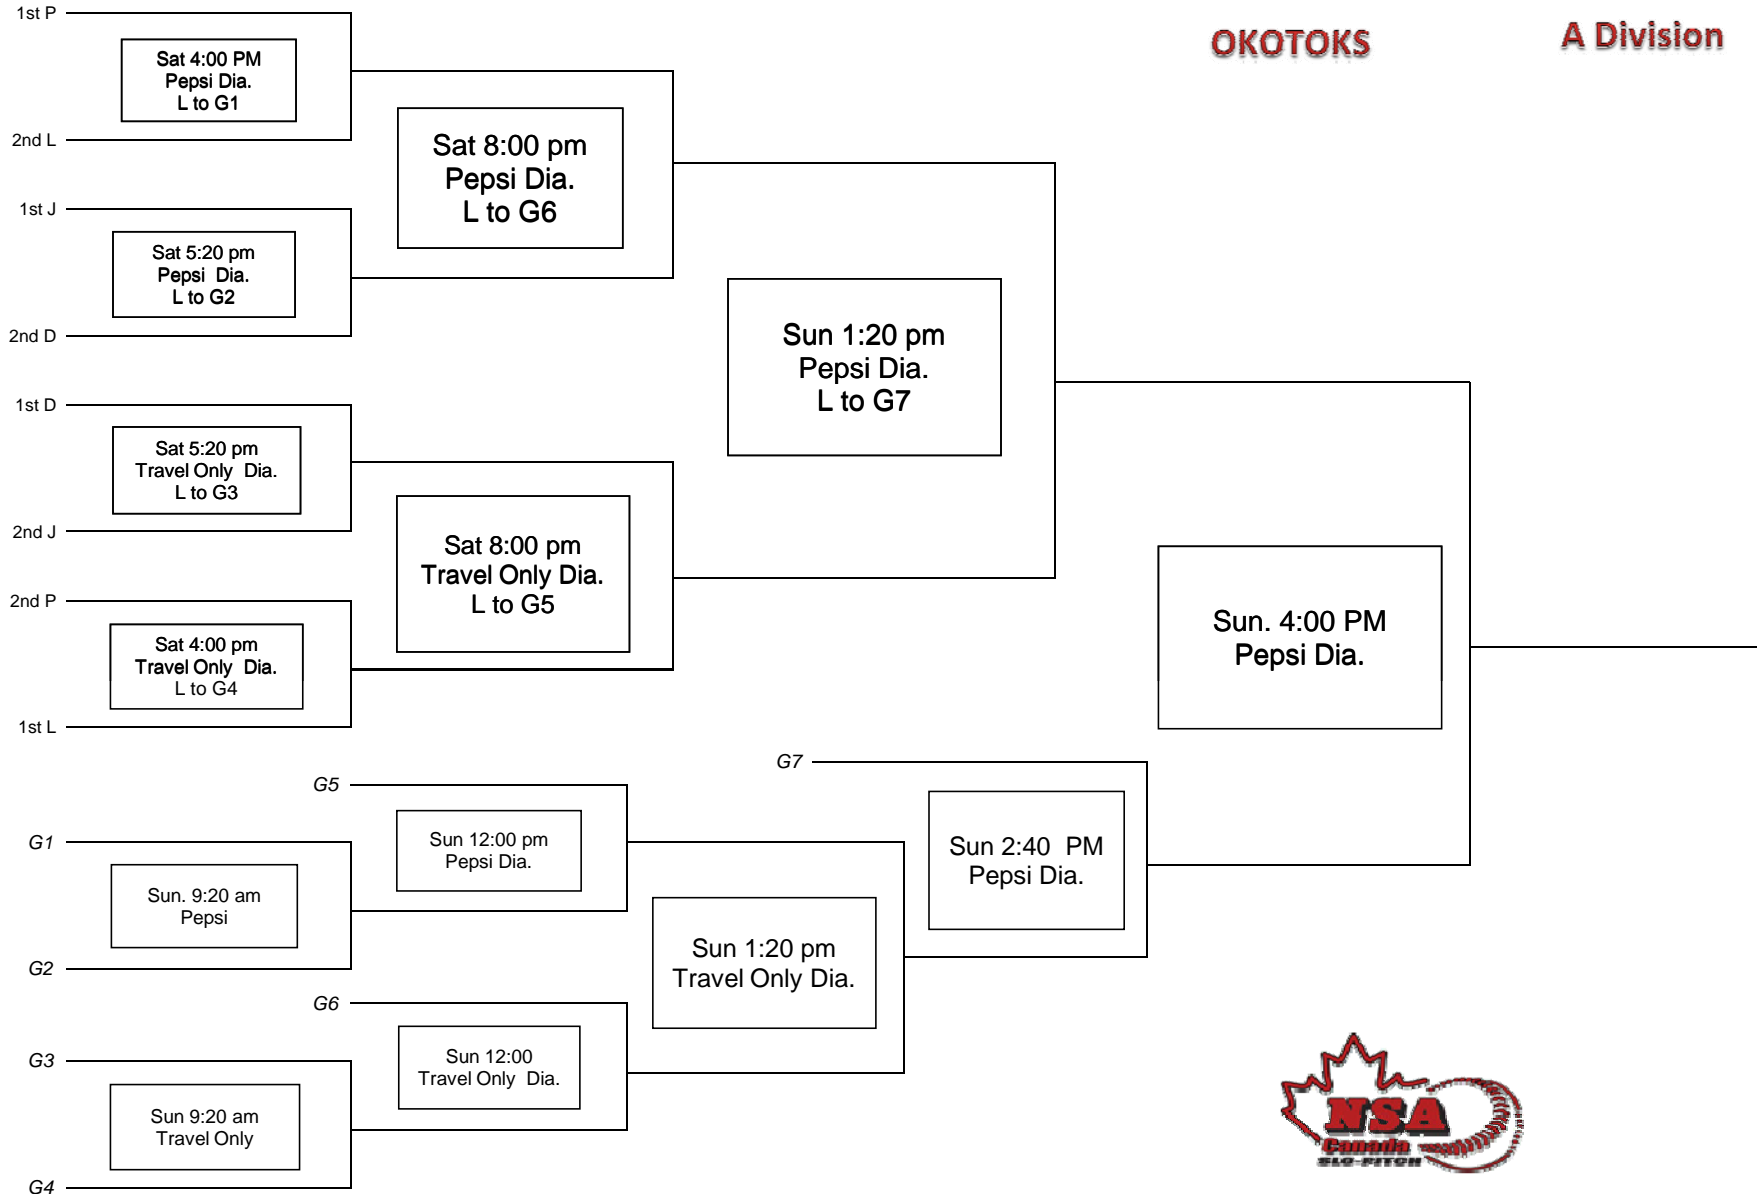 OKOTOKS
A Division
1st P
Sat 4:00 PM
Pepsi Dia.
L to G1
2nd L
Sat 8:00 pm
Pepsi Dia.
L to G6
1st J
Sat 5:20 pm
Pepsi Dia.
L to G2
2nd D
Sun 1:20 pm
Pepsi Dia.
L to G7
1st D
Sat 5:20 pm
Travel Only Dia.
L to G3
2nd J
Sat 8:00 pm
Travel Only Dia.
L to G5
2nd P
Sat 4:00 pm
Travel Only Dia.
L to G4
1st L
Sun. 4:00 PM
Pepsi Dia.
G7
G5
Sun 12:00 pm
Pepsi Dia.
G1
Sun. 9:20 am
Pepsi
G2
Sun 2:40 PM
Pepsi Dia.
Sun 1:20 pm
Travel Only Dia.
G6
Sun 12:00
Travel Only Dia.
G3
Sun 9:20 am
Travel Only
G4
NSA
Canada
SLO-PITCH